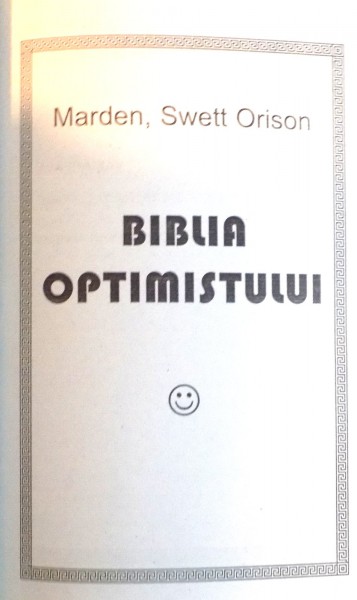 Marden, Swett Orison
BIBLIA
OPTIMISTULUI